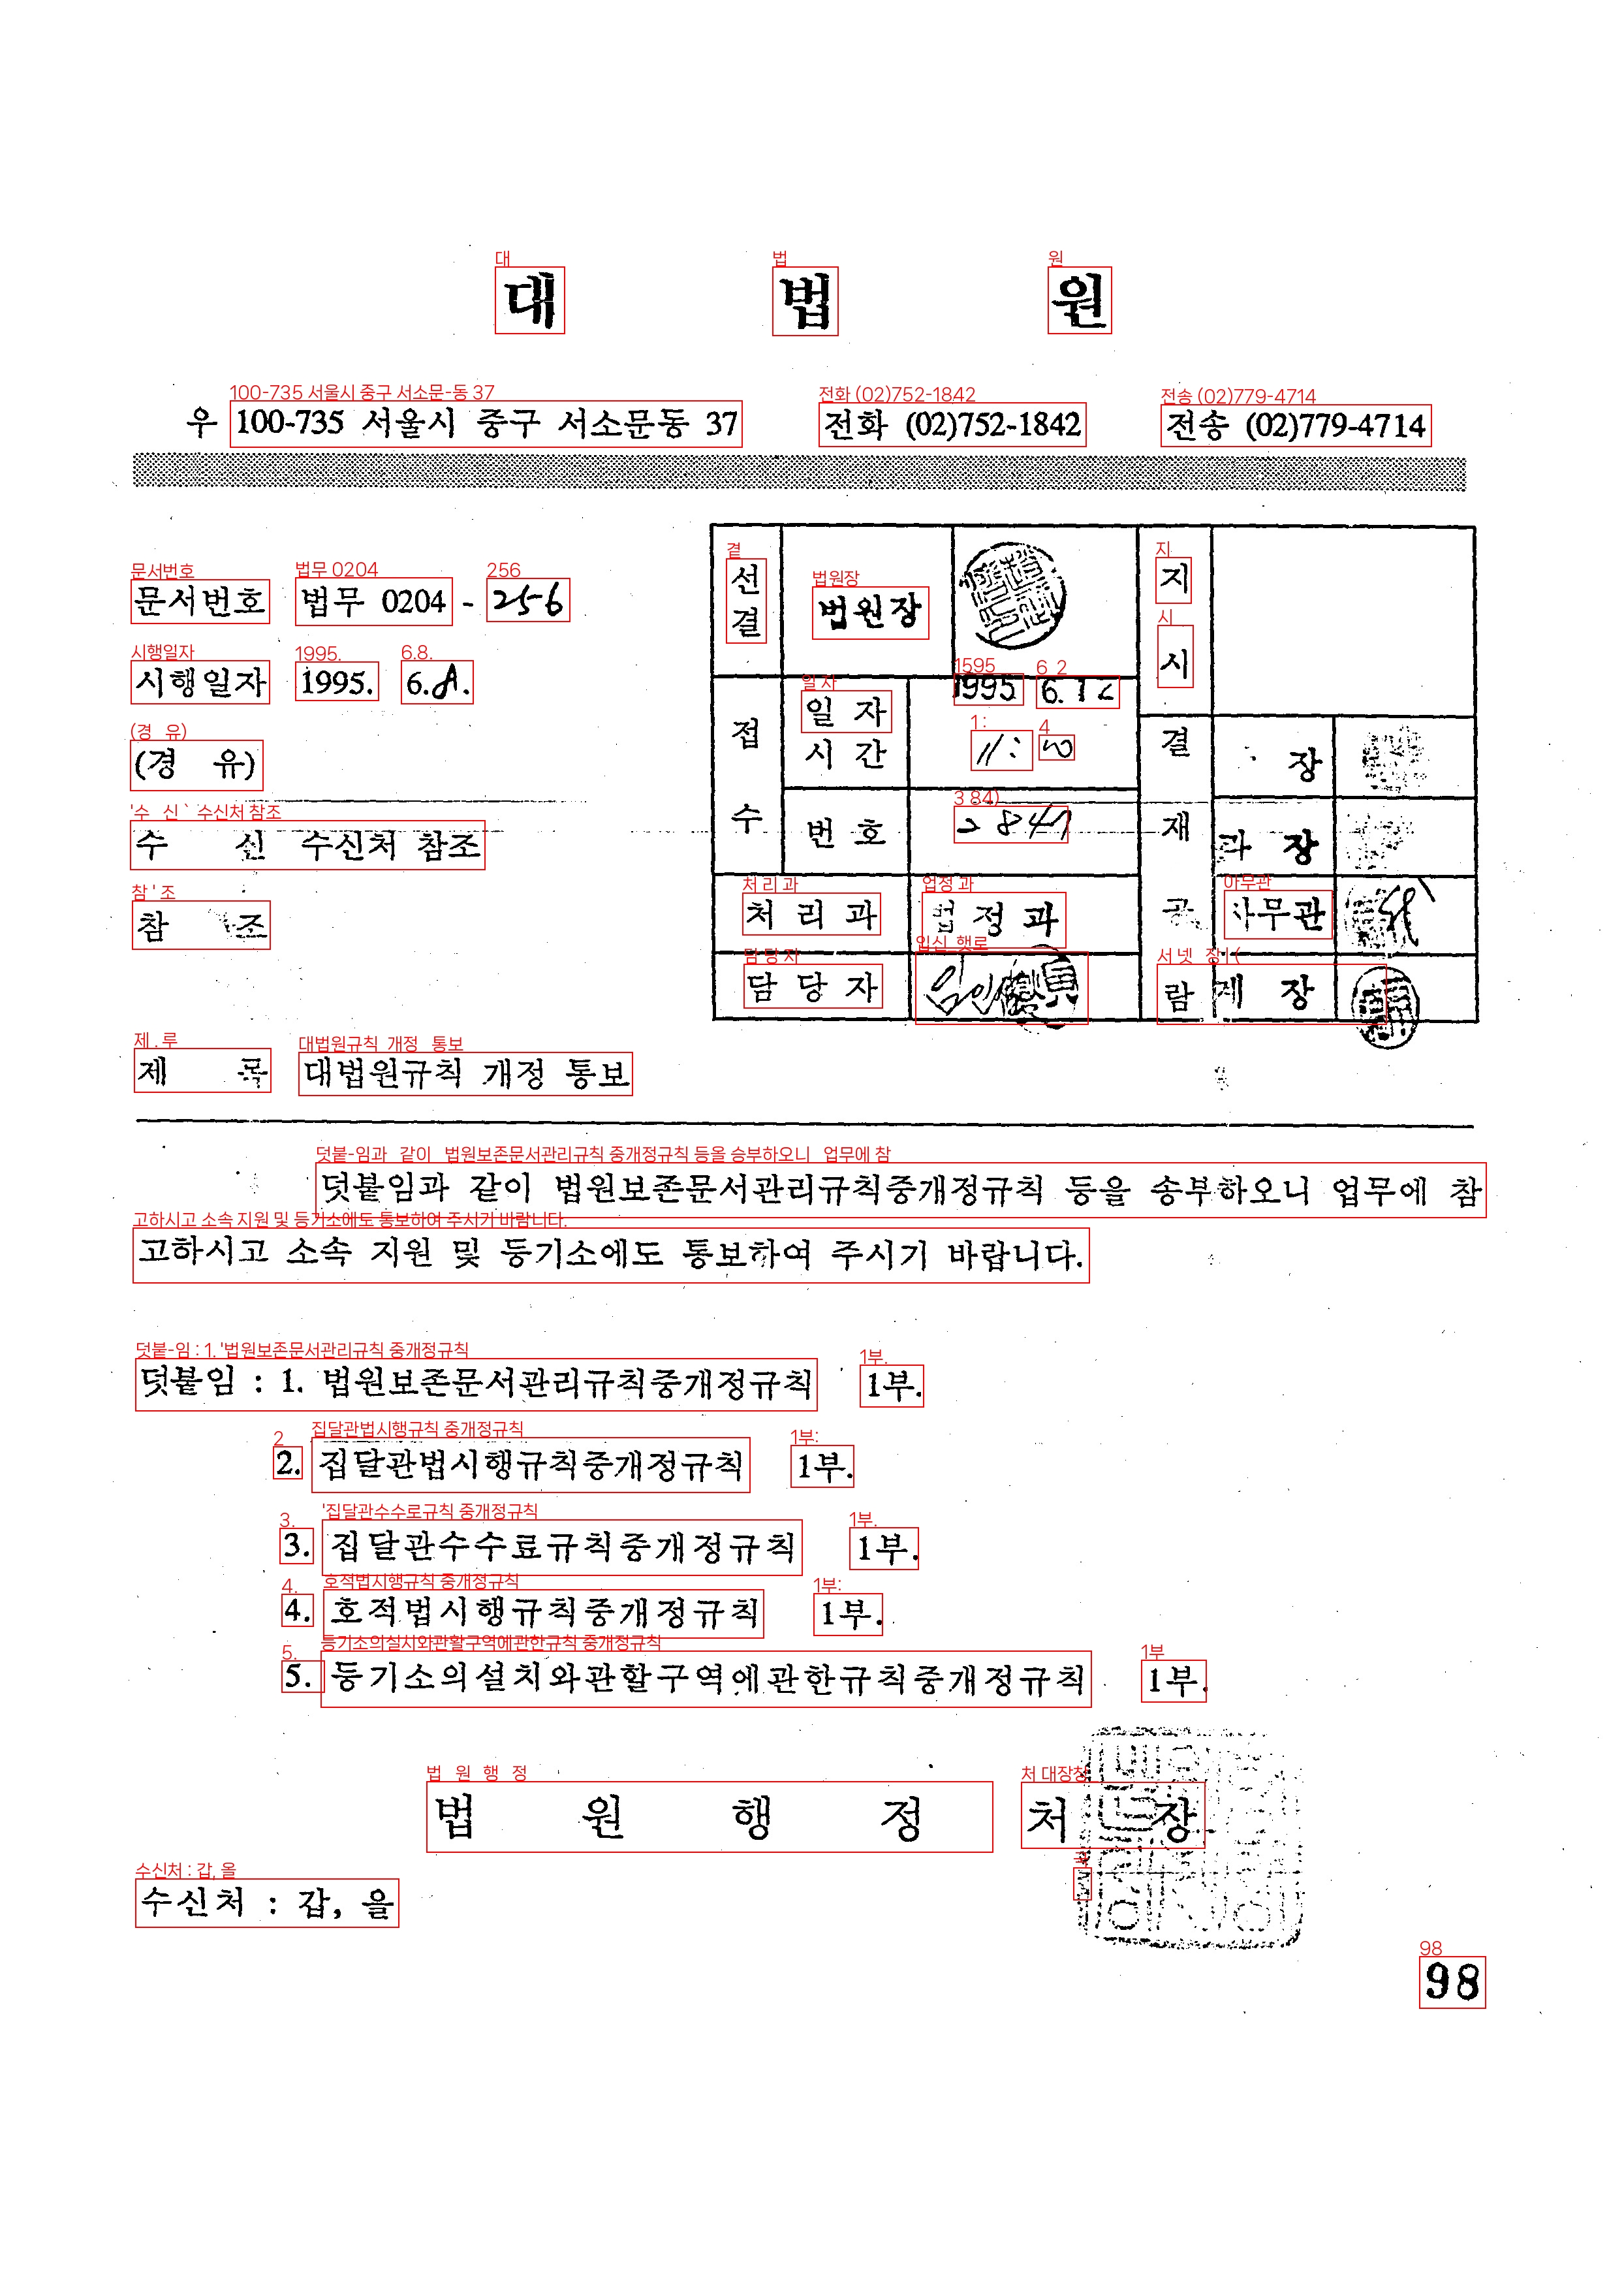 대 법 원
우 100-735 서울시 중구 서소문동 37 전화 (02)752-1842 전송 (02)779-4714
문서번호 법무 0204 - 256
시행일자 1995. 6. 8.
(경 유)
수 신 수신처 참조
참 조
제 목 대법원규칙 개정 통보
선결 법원장 지시
접수 일자 시간 1995 6. 12 11:40
번호 2847
결재 장
과 장
처리과 법정과
공람 사무관
담당자
계 장
덧붙임과 같이 법원보존문서관리규칙중개정규칙 등을 송부하오니 업무에 참
고하시고 소속 지원 및 등기소에도 통보하여 주시기 바랍니다.
덧붙임 : 1. 법원보존문서관리규칙중개정규칙 1부.
2. 집달관법시행규칙중개정규칙 1부.
3. 집달관수수료규칙중개정규칙 1부.
4. 호적법시행규칙중개정규칙 1부.
5. 등기소의설치와관할구역에관한규칙중개정규칙 1부.
법 원 행 정 처 장
수신처 : 갑, 을
98